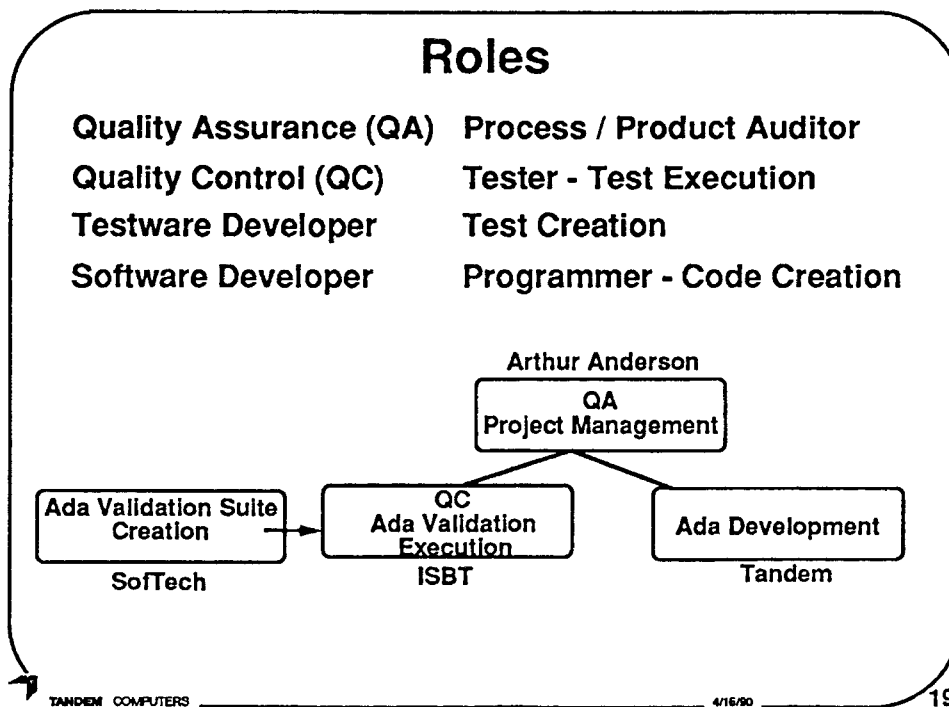 Roles
Quality Assurance (QA) Process / Product Auditor
Quality Control (QC) Tester - Test Execution
Testware Developer Test Creation
Software Developer Programmer - Code Creation
Arthur Anderson
QA
Project Management
Ada Validation Suite
Creation
SofTech
QC
Ada Validation
Execution
ISBT
Ada Development
Tandem
TANDEM COMPUTERS 4/16/90 19